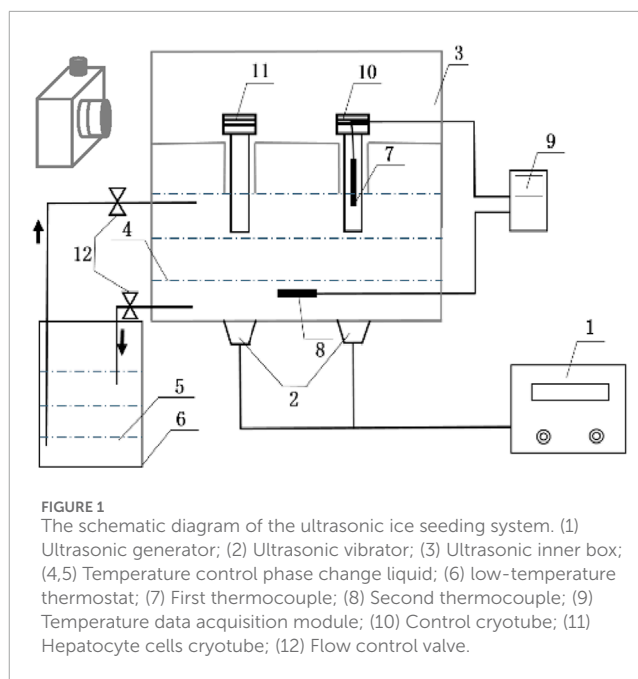 11
10
3
7
9
4
12
8
1
2
5
6
FIGURE 1
The schematic diagram of the ultrasonic ice seeding system. (1)
Ultrasonic generator; (2) Ultrasonic vibrator; (3) Ultrasonic inner box;
(4,5) Temperature control phase change liquid; (6) low-temperature
thermostat; (7) First thermocouple; (8) Second thermocouple; (9)
Temperature data acquisition module; (10) Control cryotube; (11)
Hepatocyte cells cryotube; (12) Flow control valve.